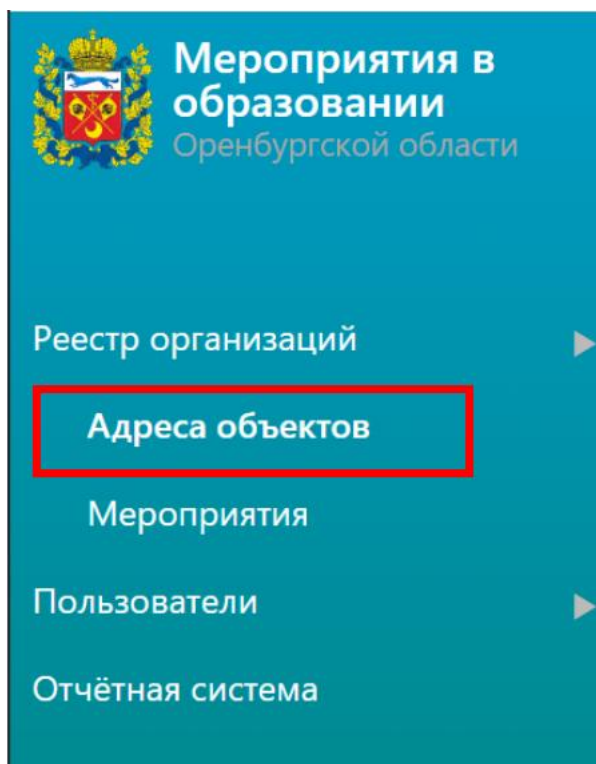 Мероприятия в
образовании
Оренбургской области
Реестр организаций
Адреса объектов
Мероприятия
Пользователи
Отчётная система